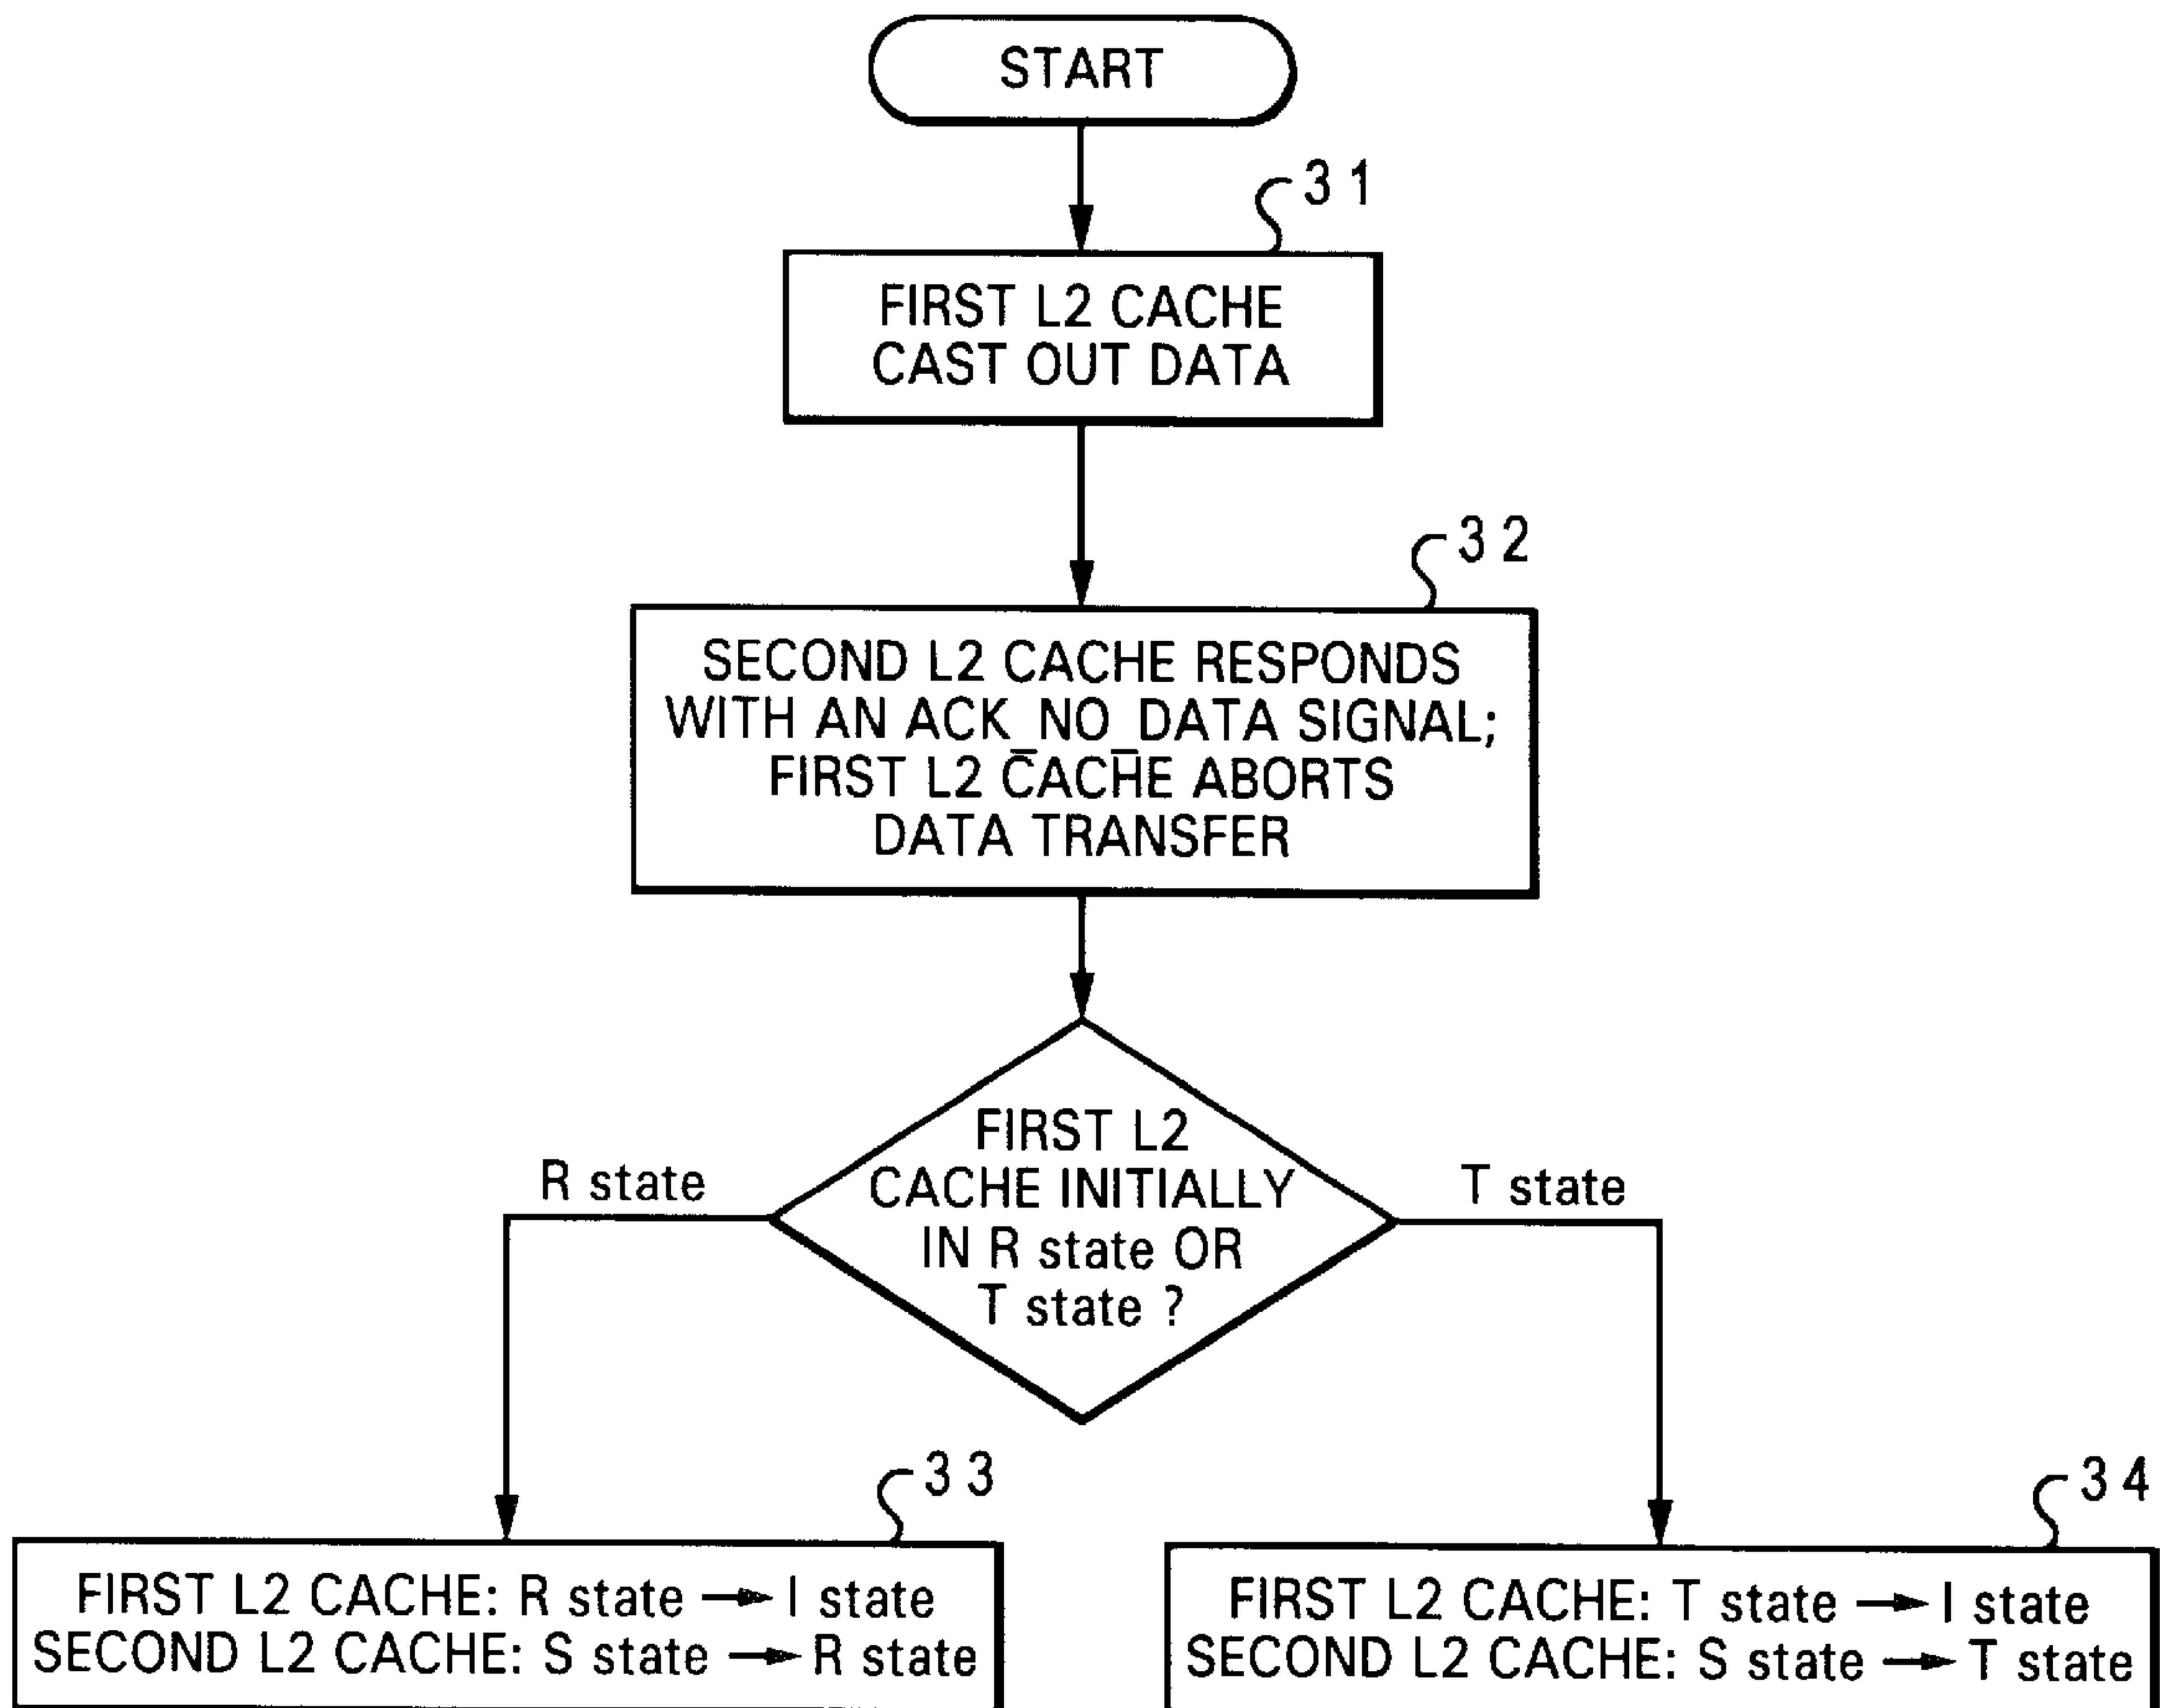 START
31
FIRST L2 CACHE
CAST OUT DATA
32
SECOND L2 CACHE RESPONDS
WITH AN ACK_NO_DATA SIGNAL;
FIRST L2 CACHE ABORTS
DATA TRANSFER
FIRST L2
CACHE INITIALLY
IN R state OR
T state ?
R state
T state
33
FIRST L2 CACHE: R state → I state
SECOND L2 CACHE: S state → R state
34
FIRST L2 CACHE: T state → I state
SECOND L2 CACHE: S state → T state